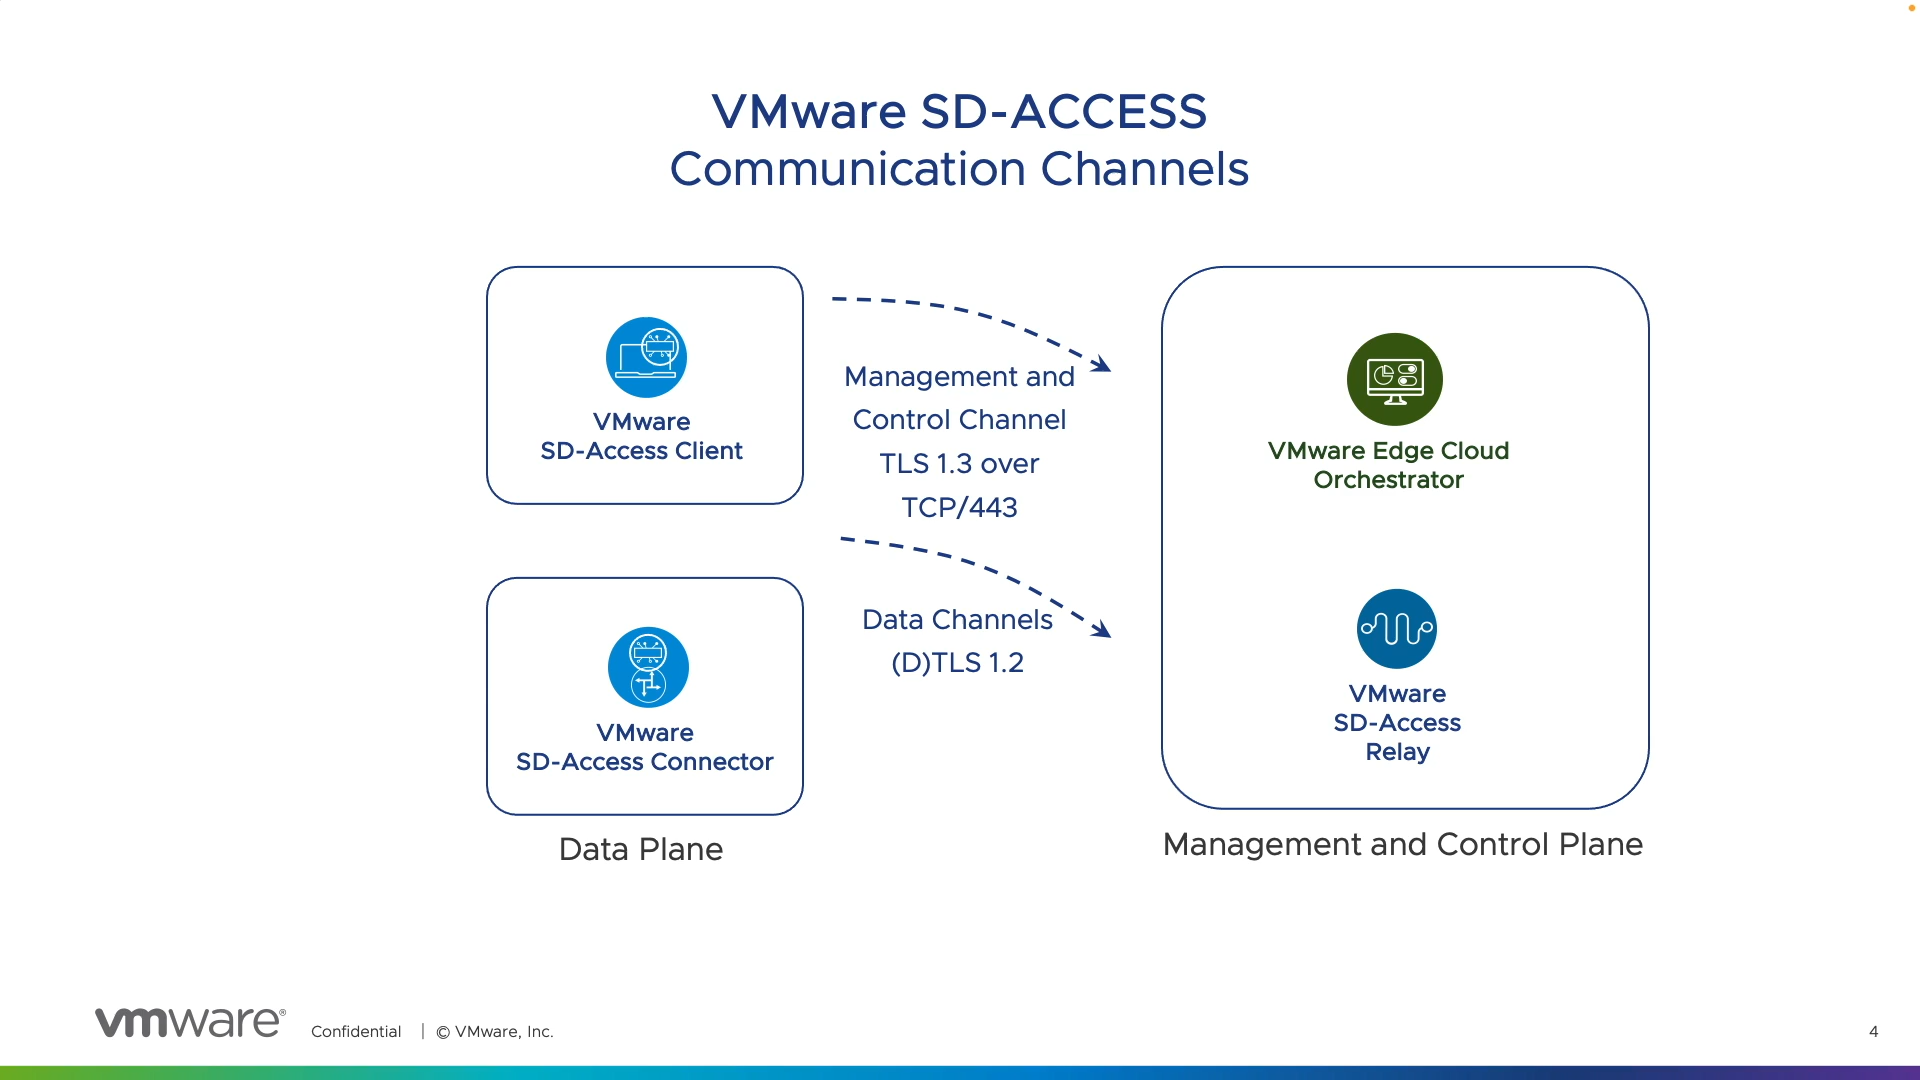 VMware SD-ACCESS
Communication Channels
VMware
SD-Access Client
Management and
Control Channel
TLS 1.3 over
TCP/443
VMware Edge Cloud
Orchestrator
Data Channels
(D)TLS 1.2
VMware
SD-Access Connector
VMware
SD-Access
Relay
Data Plane
Management and Control Plane
vmware® Confidential | © VMware, Inc. 4